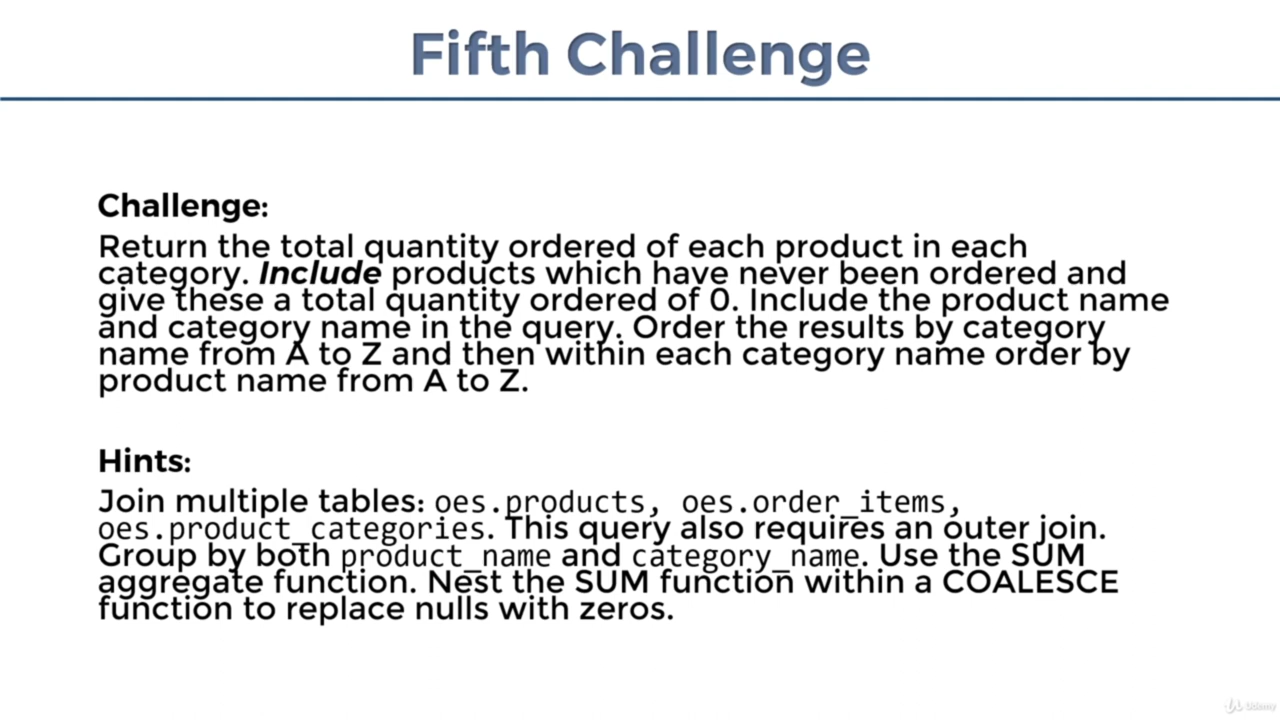 Fifth Challenge
Challenge:
Return the total quantity ordered of each product in each
category. Include products which have never been ordered and
give these a total quantity ordered of 0. Include the product name
and category name in the query. Order the results by category
name from A to Z and then within each category name order by
product name from A to Z.
Hints:
Join multiple tables: oes.products, oes.order_items,
oes.product_categories. This query also requires an outer join.
Group by both product_name and category_name. Use the SUM
aggregate function. Nest the SUM function within a COALESCE
function to replace nulls with zeros.
Udemy